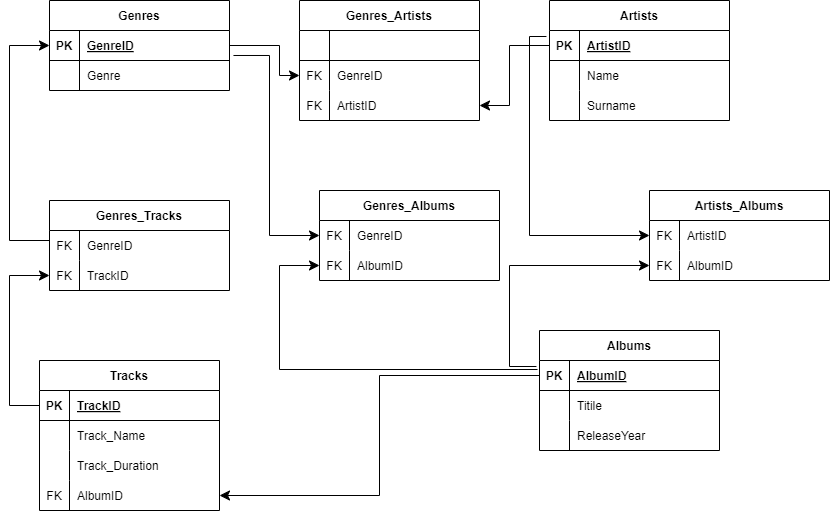 Genres
PK GenreID
Genre
Genres_Artists
FK GenreID
FK ArtistID
Artists
PK ArtistID
Name
Surname
Genres_Tracks
FK GenreID
FK TrackID
Genres_Albums
FK GenreID
FK AlbumID
Artists_Albums
FK ArtistID
FK AlbumID
Tracks
PK TrackID
Track_Name
Track_Duration
FK AlbumID
Albums
PK AlbumID
Titile
ReleaseYear